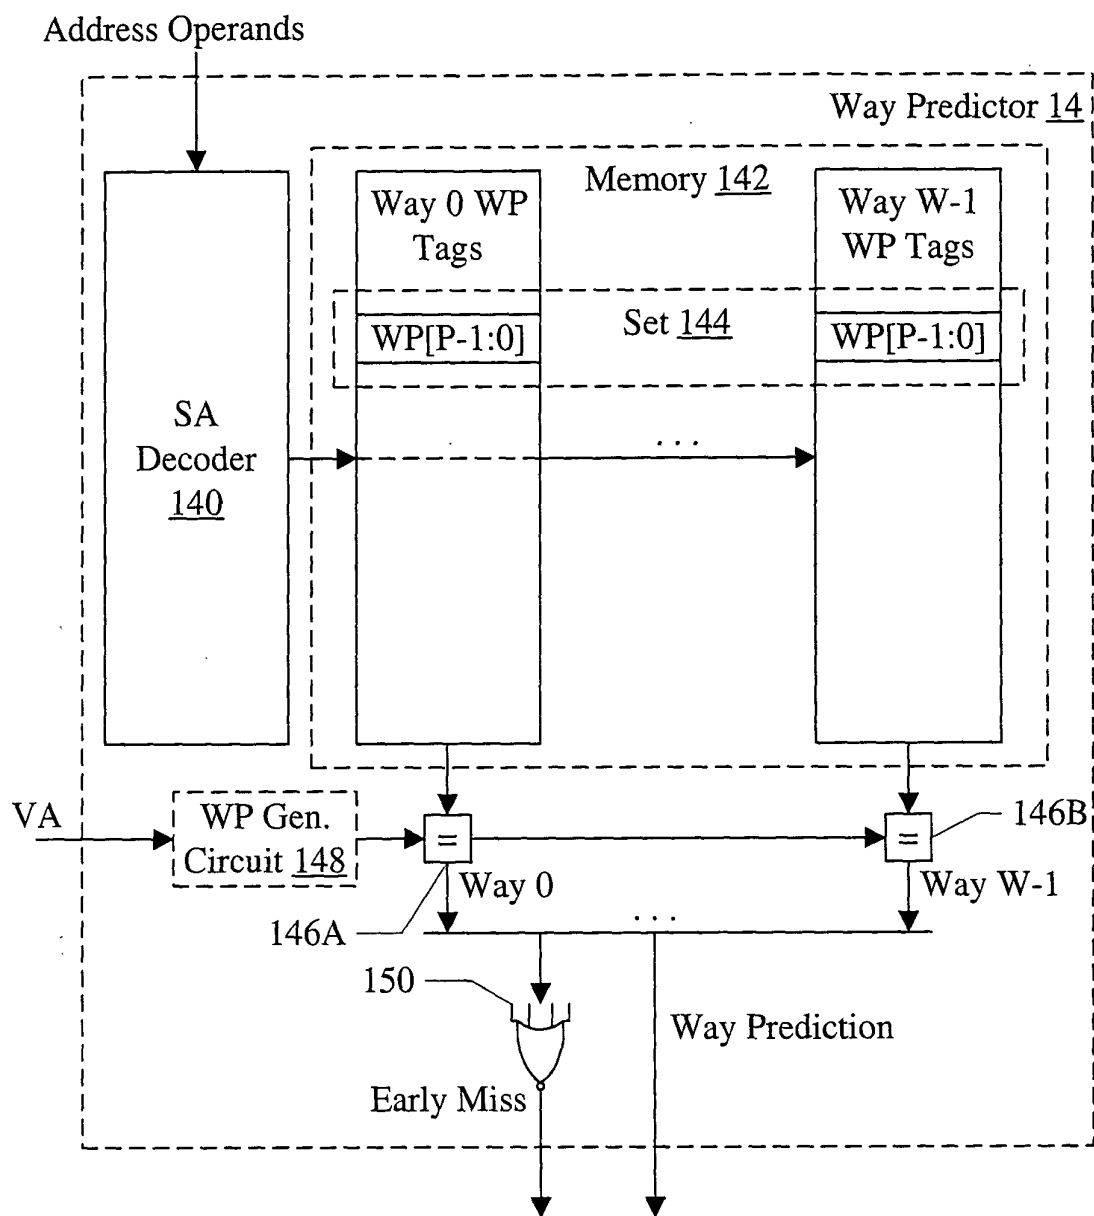 Address Operands
Way Predictor 14
Memory 142
Way 0 WP
Tags
Way W-1
WP Tags
Set 144
WP[P-1:0]
WP[P-1:0]
SA
Decoder
140
. . .
VA
WP Gen.
Circuit 148
=
=
146B
Way 0
Way W-1
146A
. . .
150
Way Prediction
Early Miss